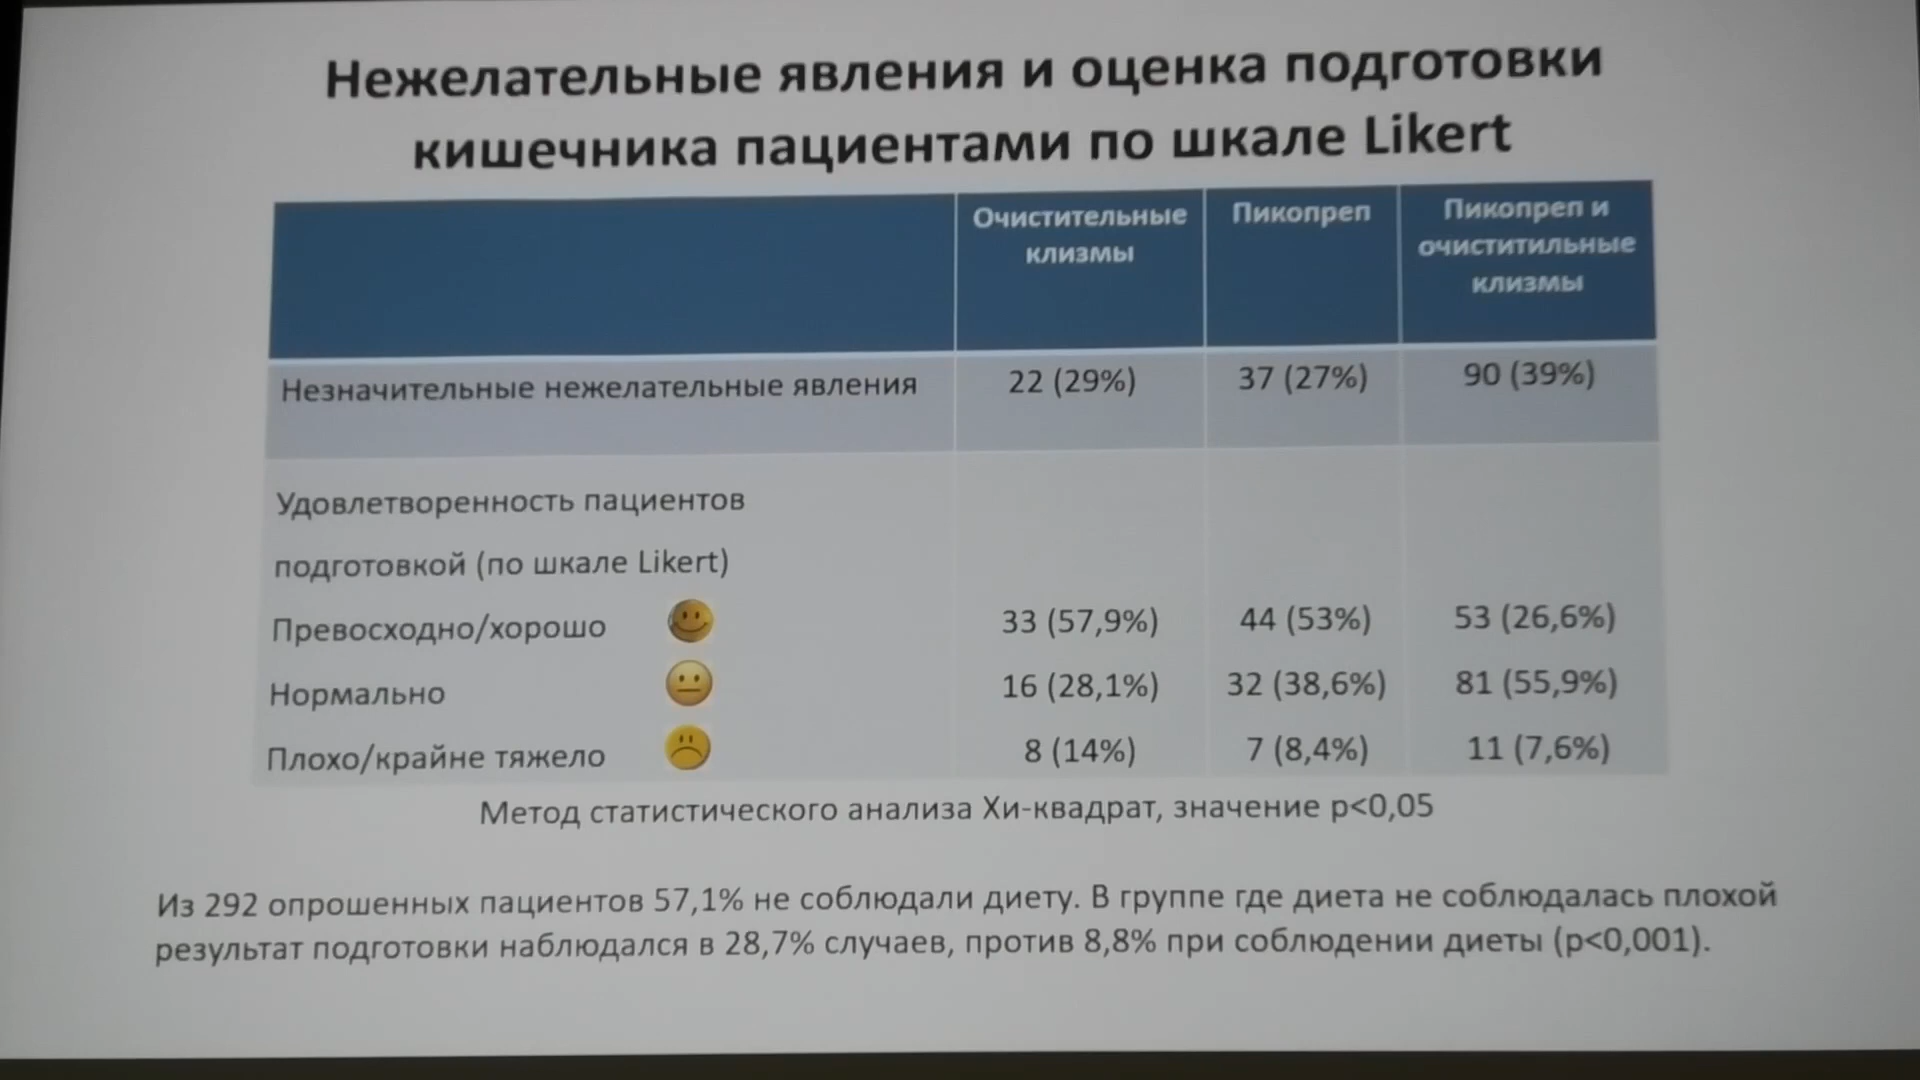 Нежелательные явления и оценка подготовки
кишечника пациентами по шкале Likert
Очистительные
клизмы
Пикопреп
Пикопреп и
очиститильные
клизмы
Незначительные нежелательные явления 22 (29%) 37 (27%) 90 (39%)
Удовлетворенность пациентов
подготовкой (по шкале Likert)
Превосходно/хорошо 33 (57,9%) 44 (53%) 53 (26,6%)
Нормально 16 (28,1%) 32 (38,6%) 81 (55,9%)
Плохо/крайне тяжело 8 (14%) 7 (8,4%) 11 (7,6%)
Метод статистического анализа Хи-квадрат, значение p<0,05
Из 292 опрошенных пациентов 57,1% не соблюдали диету. В группе где диета не соблюдалась плохой
результат подготовки наблюдался в 28,7% случаев, против 8,8% при соблюдении диеты (p<0,001).